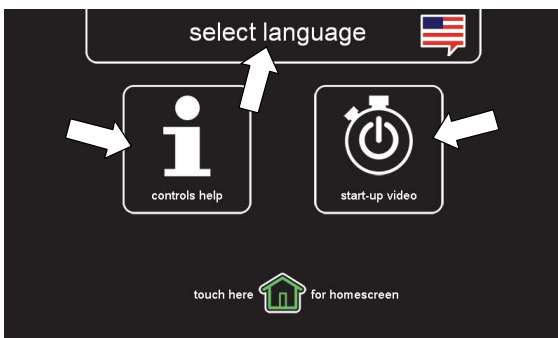 select language
controls help
start-up video
touch here for homescreen